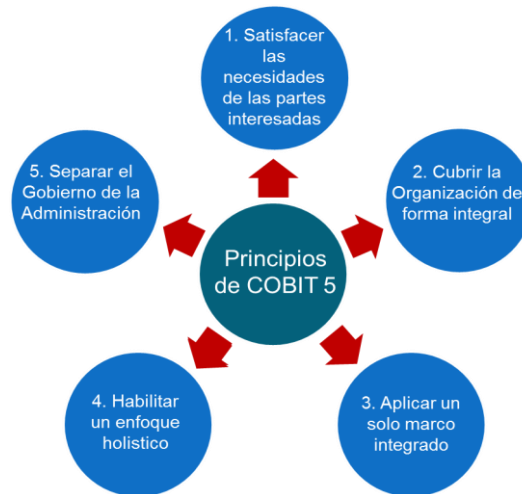 1. Satisfacer
las
necesidades
de las partes
interesadas
5. Separar el
Gobierno de la
Administración
2. Cubrir la
Organización de
forma integral
Principios
de COBIT 5
4. Habilitar
un enfoque
holistico
3. Aplicar un
solo marco
integrado